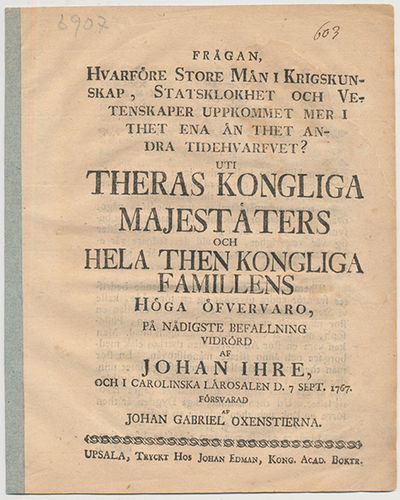 6907
603
FRÅGAN,
HVARFÖRE STORE MÄN I KRIGSKUN-
SKAP, STATSKLOKHET OCH VE-
TENSKAPER UPPKOMMET MER I
THET ENA ÄN THET AN-
DRA TIDEHVARFVET?
UTI
THERAS KONGLIGA
MAJESTÄTERS
OCH
HELA THEN KONGLIGA
FAMILLENS
HÖGA ÖFVERVARO,
PÅ NÅDIGSTE BEFALLNING
VIDRÖRD
AF
JOHAN IHRE,
OCH I CAROLINSKA LÄROSALEN D. 7 SEPT. 1767.
FÖRSVARAD
AF
JOHAN GABRIEL OXENSTIERNA.
UPSALA, TRYCKT HOS JOHAN EDMAN, KONG. ACAD. BOKTR.